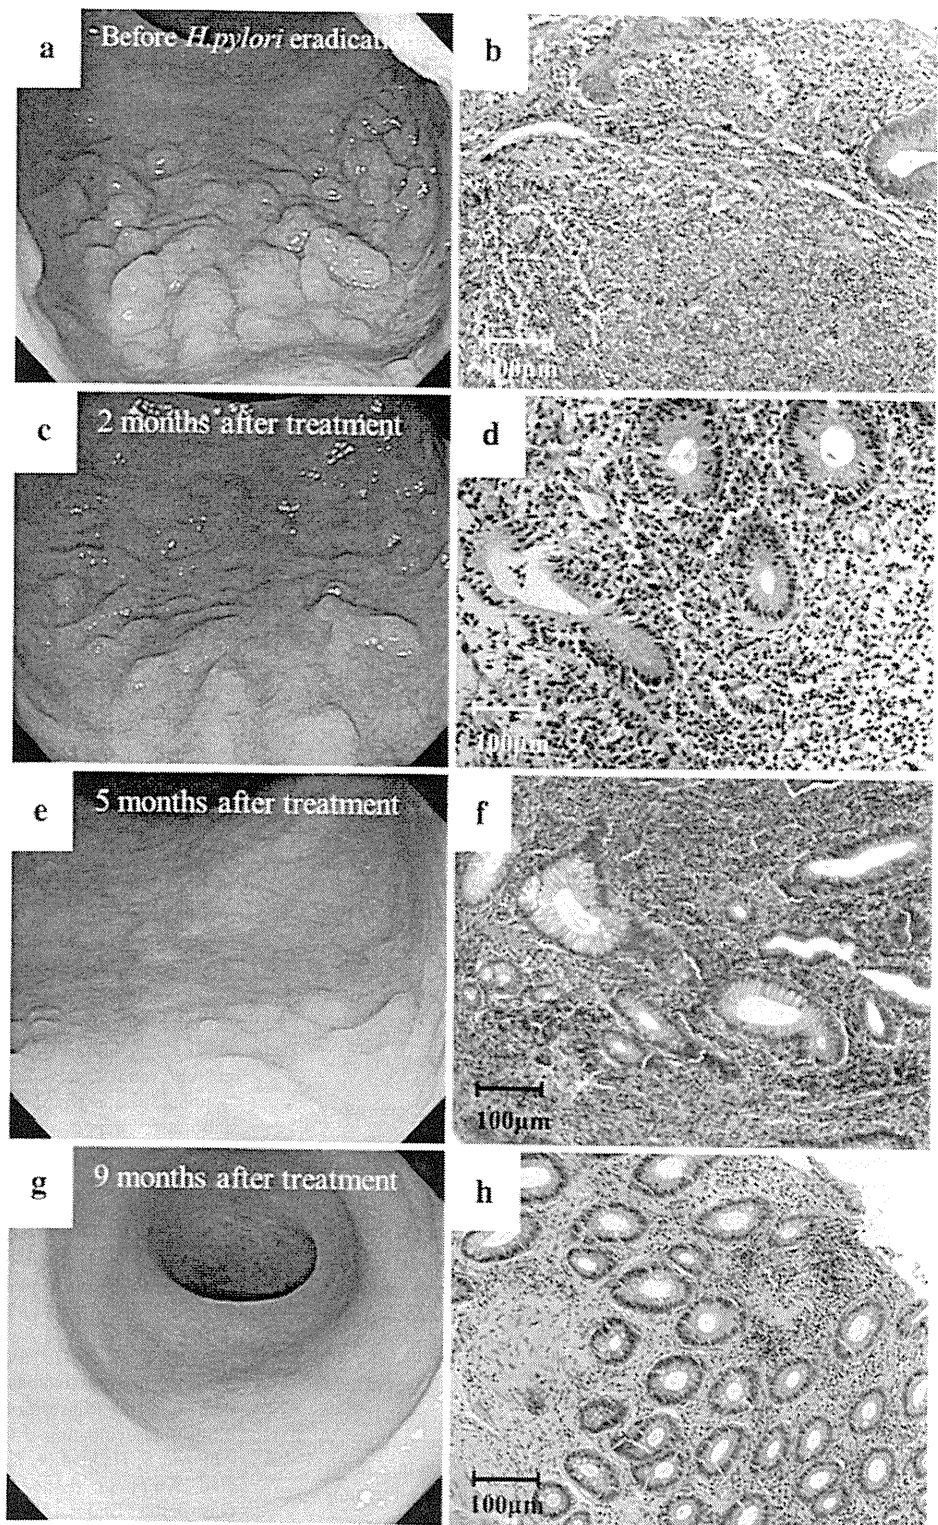 a
-Before H.pylori eradication
b
100µm
c
2 months after treatment
d
100µm
e
5 months after treatment
f
100µm
g
9 months after treatment
h
100µm